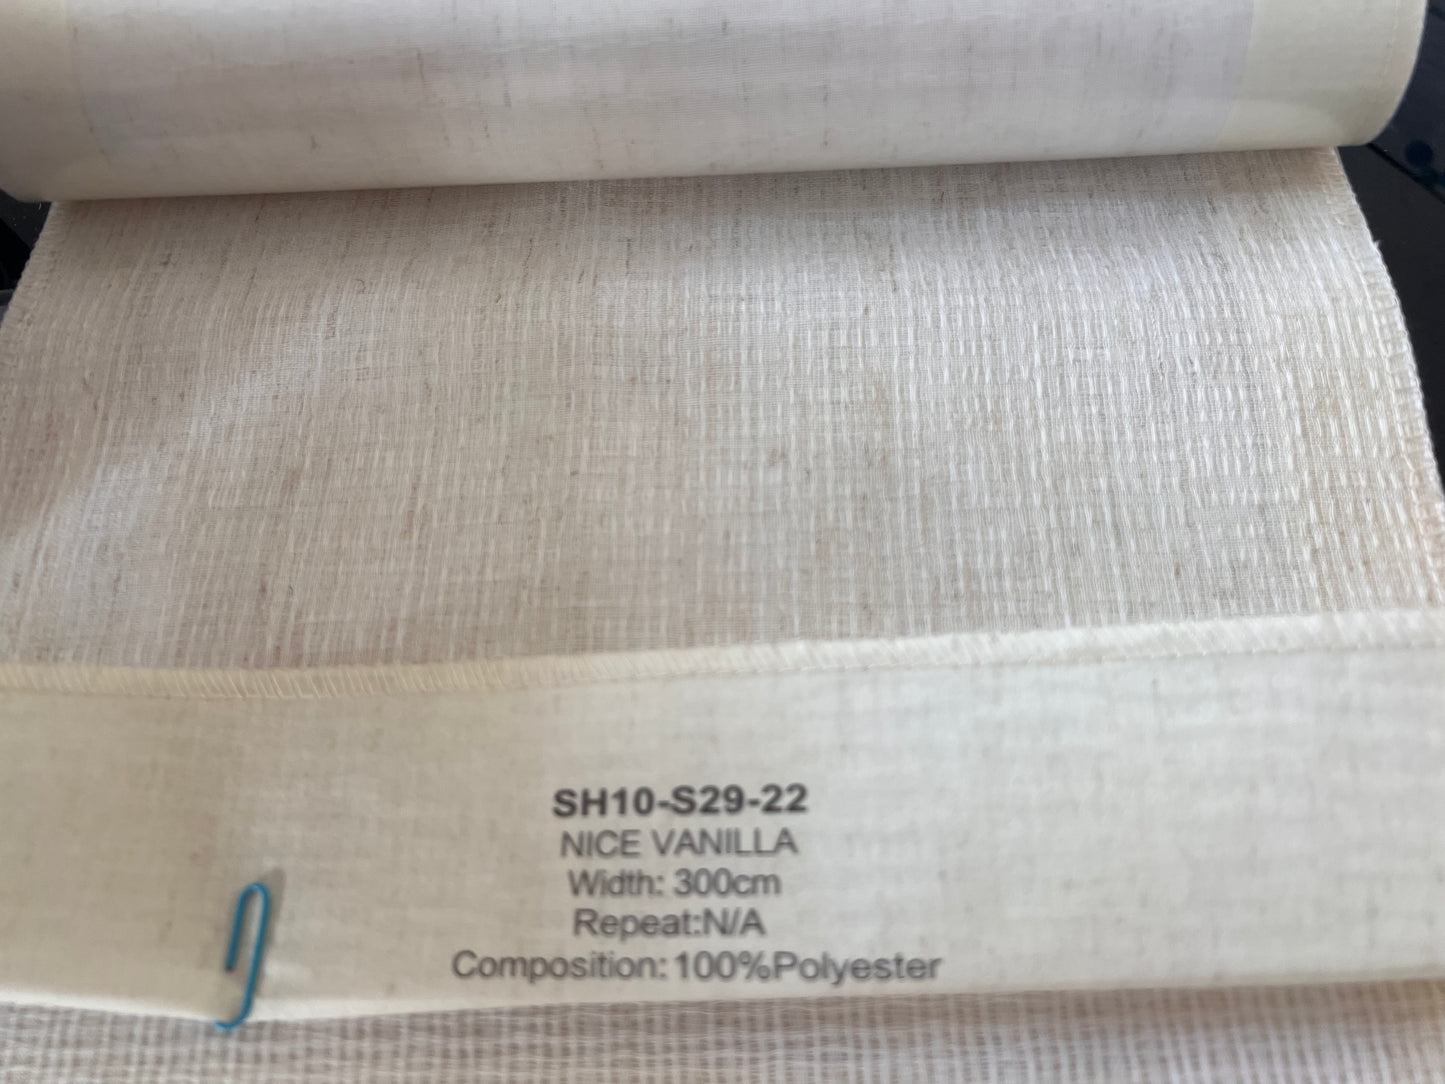 SH10-S29-22
NICE VANILLA
Width: 300cm
Repeat:N/A
Composition: 100%Polyester